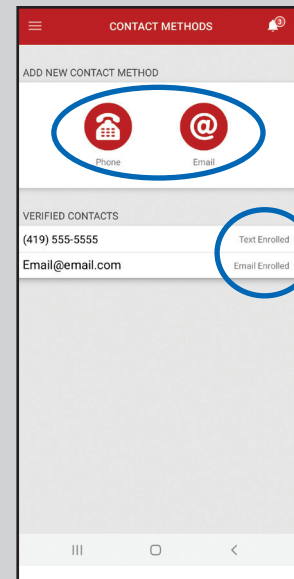 CONTACT METHODS 3
ADD NEW CONTACT METHOD
@
Phone Email
VERIFIED CONTACTS
(419) 555-5555 Text Enrolled
Email@email.com Email Enrolled